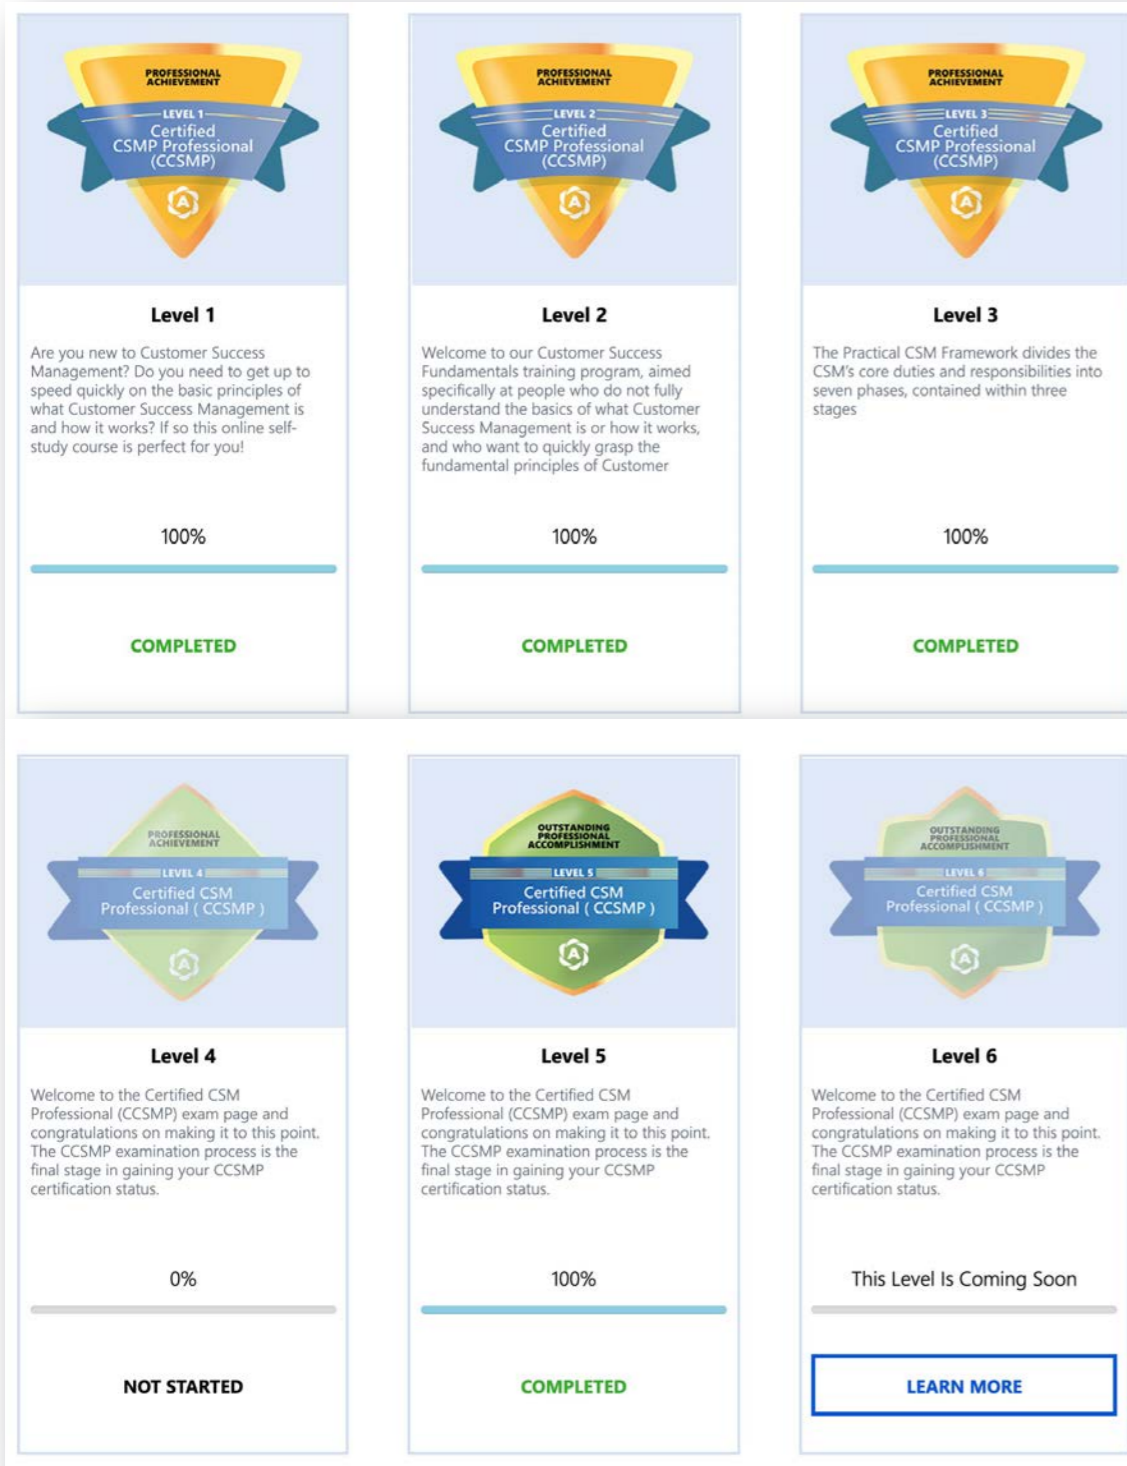 PROFESSIONAL
ACHIEVEMENT
LEVEL 1
Certified
CSMP Professional
(CCSMP)
A
Level 1
Are you new to Customer Success
Management? Do you need to get up to
speed quickly on the basic principles of
what Customer Success Management is
and how it works? If so this online self-
study course is perfect for you!
100%
COMPLETED
PROFESSIONAL
ACHIEVEMENT
LEVEL 2
Certified
CSMP Professional
(CCSMP)
A
Level 2
Welcome to our Customer Success
Fundamentals training program, aimed
specifically at people who do not fully
understand the basics of what Customer
Success Management is or how it works,
and who want to quickly grasp the
fundamental principles of Customer
100%
COMPLETED
PROFESSIONAL
ACHIEVEMENT
LEVEL 3
Certified
CSMP Professional
(CCSMP)
A
Level 3
The Practical CSM Framework divides the
CSM's core duties and responsibilities into
seven phases, contained within three
stages
100%
COMPLETED
PROFESSIONAL
ACHIEVEMENT
LEVEL 4
Certified CSM
Professional ( CCSMP )
A
Level 4
Welcome to the Certified CSM
Professional (CCSMP) exam page and
congratulations on making it to this point.
The CCSMP examination process is the
final stage in gaining your CCSMP
certification status.
0%
NOT STARTED
OUTSTANDING
PROFESSIONAL
ACCOMPLISHMENT
LEVEL 5
Certified CSM
Professional ( CCSMP )
A
Level 5
Welcome to the Certified CSM
Professional (CCSMP) exam page and
congratulations on making it to this point.
The CCSMP examination process is the
final stage in gaining your CCSMP
certification status.
100%
COMPLETED
OUTSTANDING
PROFESSIONAL
ACCOMPLISHMENT
LEVEL 6
Certified CSM
Professional ( CCSMP )
A
Level 6
Welcome to the Certified CSM
Professional (CCSMP) exam page and
congratulations on making it to this point.
The CCSMP examination process is the
final stage in gaining your CCSMP
certification status.
This Level Is Coming Soon
LEARN MORE